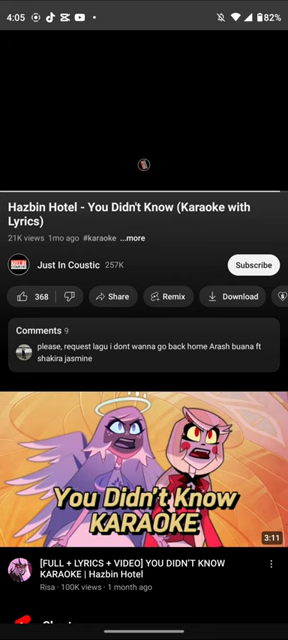 4:05
82%
Hazbin Hotel - You Didn't Know (Karaoke with
Lyrics)
21K views 1mo ago #karaoke ...more
Just In Coustic 257K
Subscribe
368
Share
Remix
Download
Comments 9
please, request lagu i dont wanna go back home Arash buana ft
shakira jasmine
You Didn't Know
KARAOKE
3:11
[FULL + LYRICS + VIDEO] YOU DIDN'T KNOW
KARAOKE | Hazbin Hotel
Risa · 100K views · 1 month ago